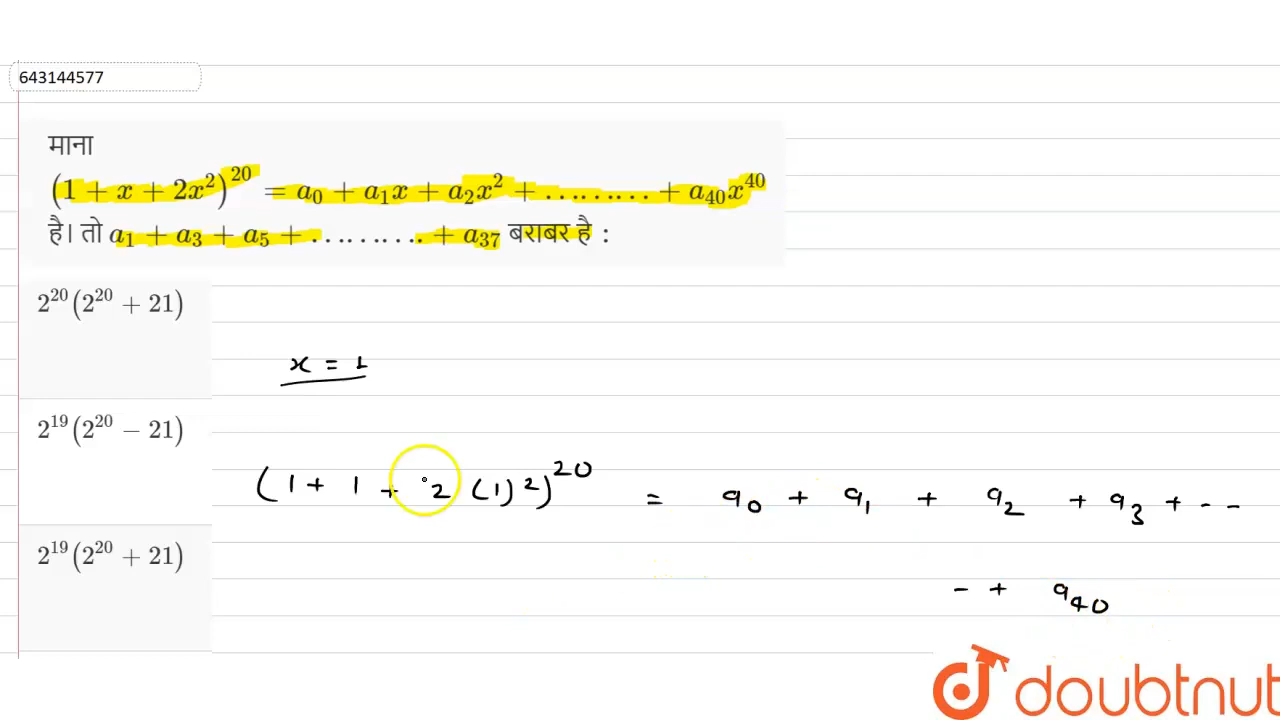 643144577
माना
(1 + x + 2x²)²⁰ = a₀ + a₁x + a₂x² + ……… + a₄₀x⁴⁰
है। तो a₁ + a₃ + a₅ + ……….. + a₃₇ बराबर है :
2²⁰(2²⁰ + 21)
x = 1
2¹⁹(2²⁰ − 21)
(1 + 1 + 2 (1)²)²⁰ = a₀ + a₁ + a₂ + a₃ + - -
2¹⁹(2²⁰ + 21)
- + a₄₀
doubtnut